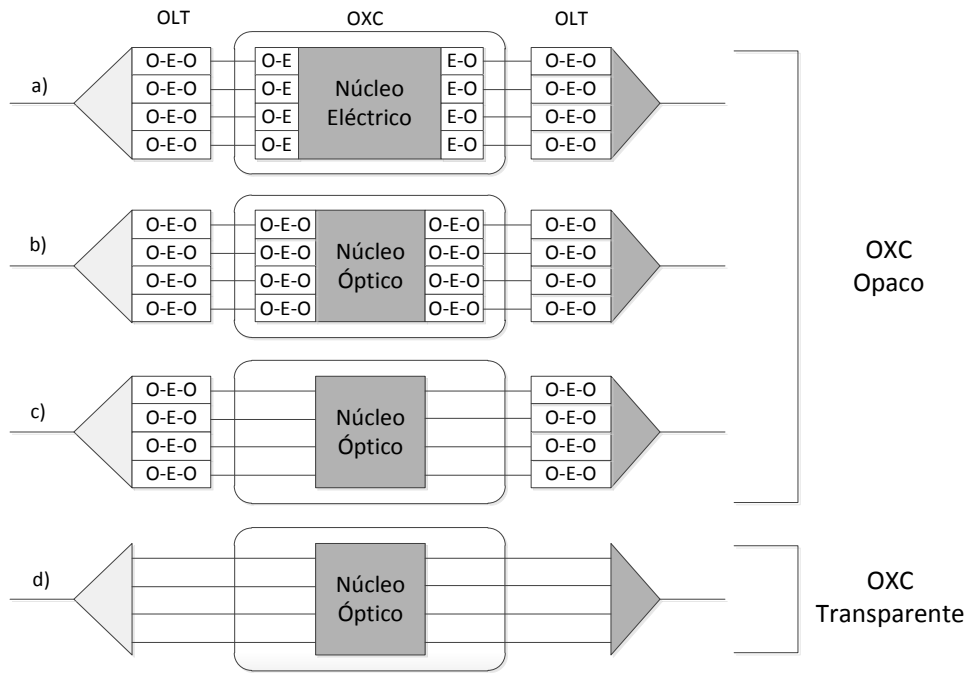 OLT OXC OLT
a)
O-E-O O-E E-O O-E-O
O-E-O O-E E-O O-E-O
O-E-O O-E E-O O-E-O
O-E-O O-E E-O O-E-O
Núcleo
Eléctrico
b)
O-E-O O-E-O O-E-O O-E-O
O-E-O O-E-O O-E-O O-E-O
O-E-O O-E-O O-E-O O-E-O
O-E-O O-E-O O-E-O O-E-O
Núcleo
Óptico
c)
O-E-O O-E-O
O-E-O O-E-O
O-E-O O-E-O
O-E-O O-E-O
Núcleo
Óptico
OXC
Opaco
d)
Núcleo
Óptico
OXC
Transparente